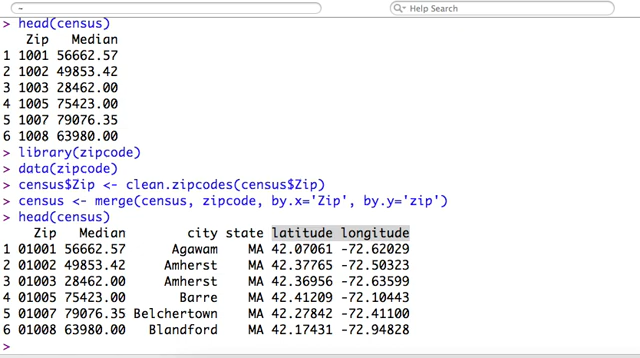 Help Search
> head(census)
Zip Median
1 1001 56662.57
2 1002 49853.42
3 1003 28462.00
4 1005 75423.00
5 1007 79076.35
6 1008 63980.00
> library(zipcode)
> data(zipcode)
> census$Zip <- clean.zipcodes(census$Zip)
> census <- merge(census, zipcode, by.x='Zip', by.y='zip')
> head(census)
Zip Median city state latitude longitude
1 01001 56662.57 Agawam MA 42.07061 -72.62029
2 01002 49853.42 Amherst MA 42.37765 -72.50323
3 01003 28462.00 Amherst MA 42.36956 -72.63599
4 01005 75423.00 Barre MA 42.41209 -72.10443
5 01007 79076.35 Belchertown MA 42.27842 -72.41100
6 01008 63980.00 Blandford MA 42.17431 -72.94828
>